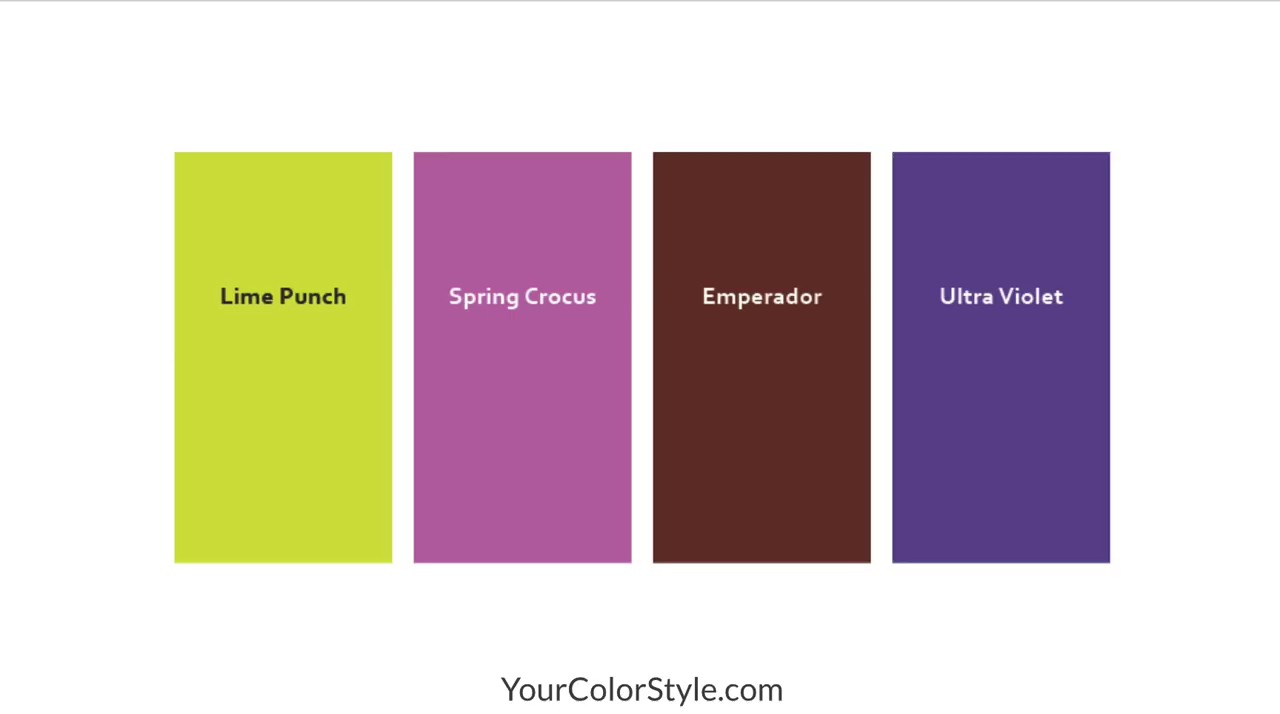 Lime Punch
Spring Crocus
Emperador
Ultra Violet
YourColorStyle.com